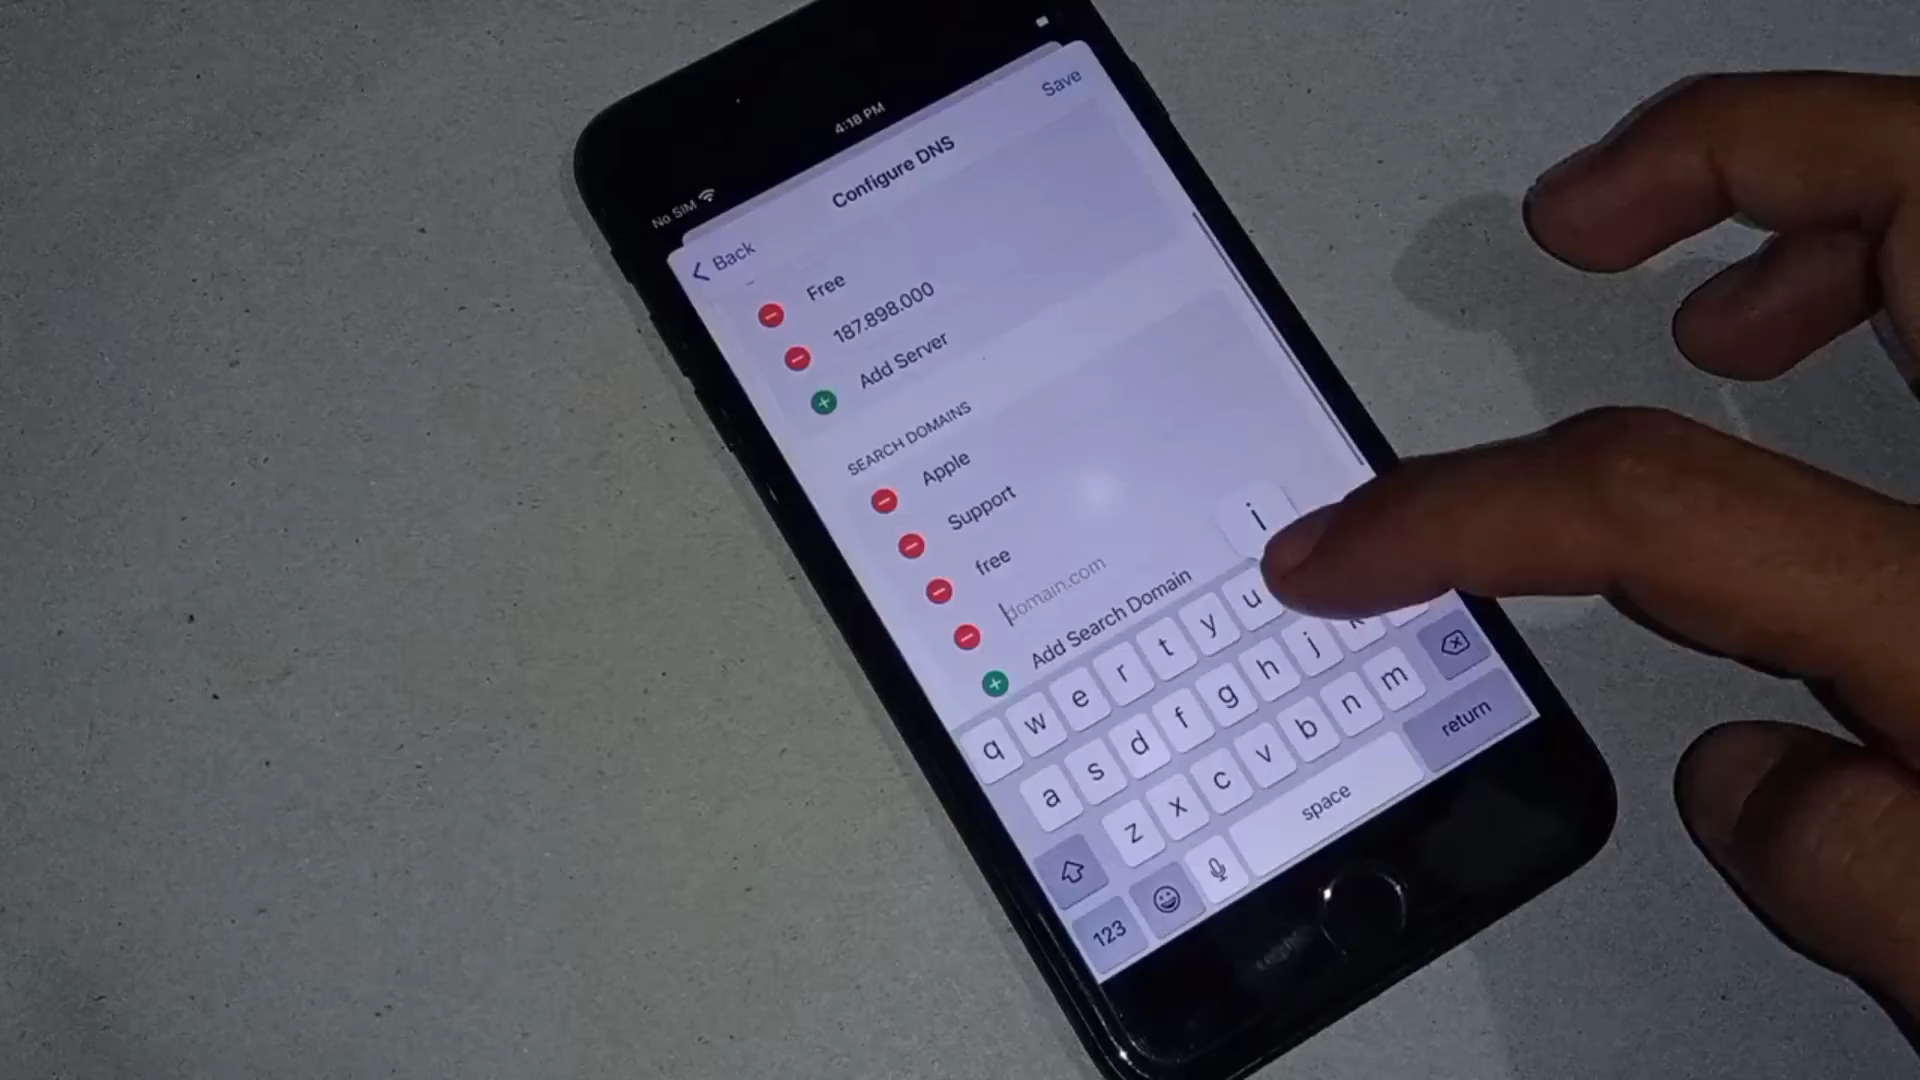 4:18 PM
No SIM
Save
Configure DNS
Back
Free
187.898.000
Add Server
SEARCH DOMAINS
Apple
Support
free
domain.com
Add Search Domain
i
q w e r t y u
a s d f g h j k
z x c v b n m
123
space
return